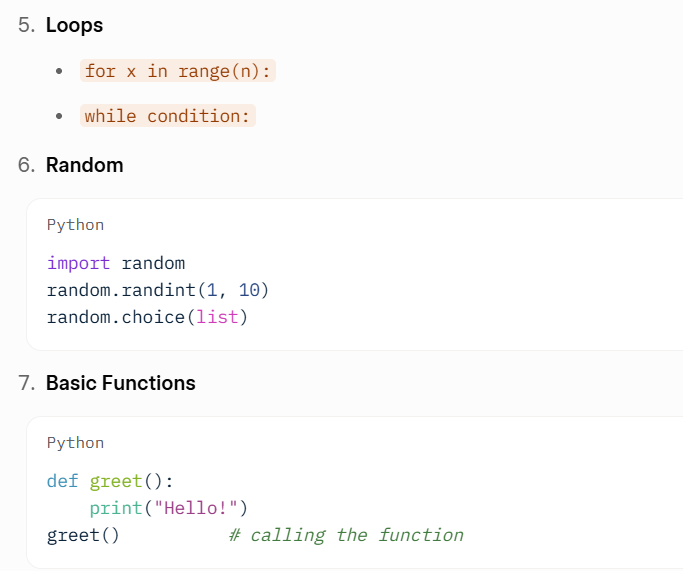 5. Loops
• for x in range(n):
• while condition:
6. Random
Python
import random
random.randint(1, 10)
random.choice(list)
7. Basic Functions
Python
def greet():
    print("Hello!")
greet()          # calling the function